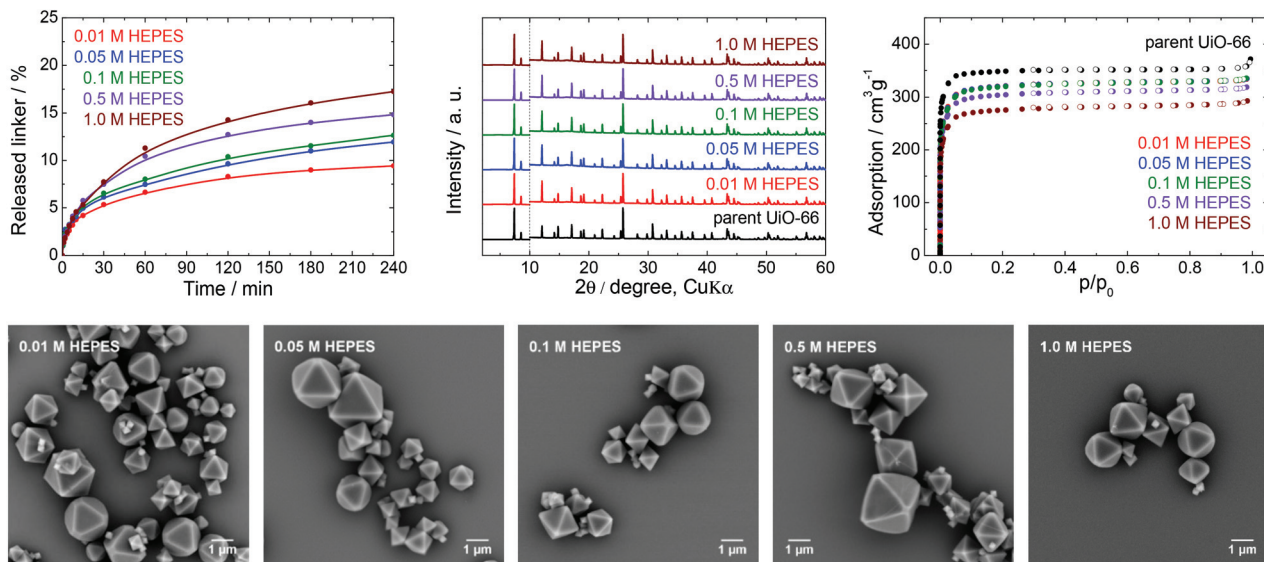 Released linker / %
25
20
15
10
5
0
0.01 M HEPES
0.05 M HEPES
0.1 M HEPES
0.5 M HEPES
1.0 M HEPES
0 30 60 90 120 150 180 210 240
Time / min
Intensity / a. u.
1.0 M HEPES
0.5 M HEPES
0.1 M HEPES
0.05 M HEPES
0.01 M HEPES
parent UiO-66
10 20 30 40 50 60
2θ / degree, CuKα
Adsorption / cm³g⁻¹
400
300
200
100
0
parent UiO-66
0.01 M HEPES
0.05 M HEPES
0.1 M HEPES
0.5 M HEPES
1.0 M HEPES
0.0 0.2 0.4 0.6 0.8 1.0
p/p₀
0.01 M HEPES
1 µm
0.05 M HEPES
1 µm
0.1 M HEPES
1 µm
0.5 M HEPES
1 µm
1.0 M HEPES
1 µm